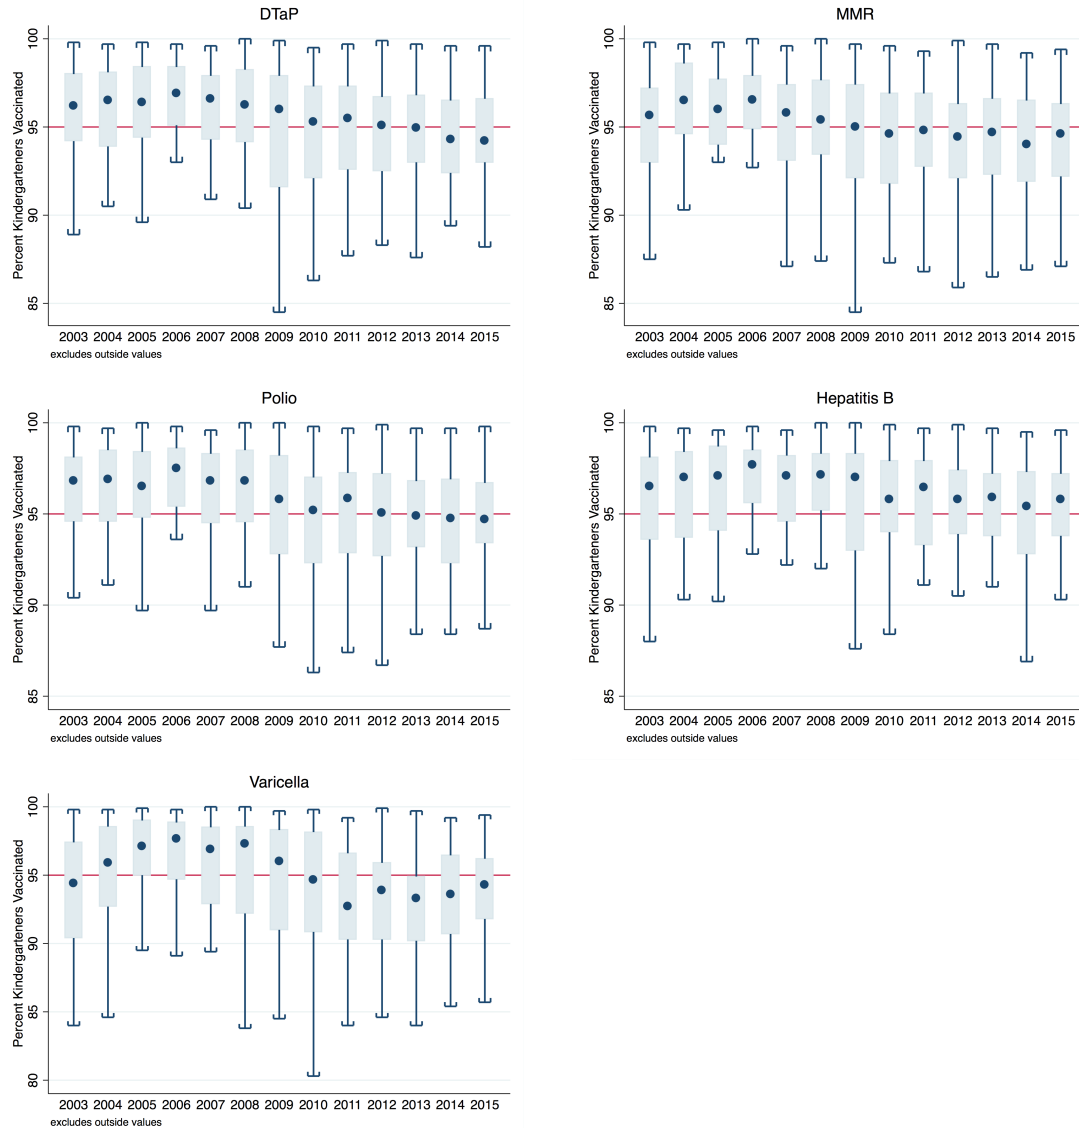 DTaP
Percent Kindergarteners Vaccinated
100
95
90
85
2003 2004 2005 2006 2007 2008 2009 2010 2011 2012 2013 2014 2015
excludes outside values
MMR
Percent Kindergarteners Vaccinated
100
95
90
85
2003 2004 2005 2006 2007 2008 2009 2010 2011 2012 2013 2014 2015
excludes outside values
Polio
Percent Kindergarteners Vaccinated
100
95
90
85
2003 2004 2005 2006 2007 2008 2009 2010 2011 2012 2013 2014 2015
excludes outside values
Hepatitis B
Percent Kindergarteners Vaccinated
100
95
90
85
2003 2004 2005 2006 2007 2008 2009 2010 2011 2012 2013 2014 2015
excludes outside values
Varicella
Percent Kindergarteners Vaccinated
100
95
90
85
80
2003 2004 2005 2006 2007 2008 2009 2010 2011 2012 2013 2014 2015
excludes outside values